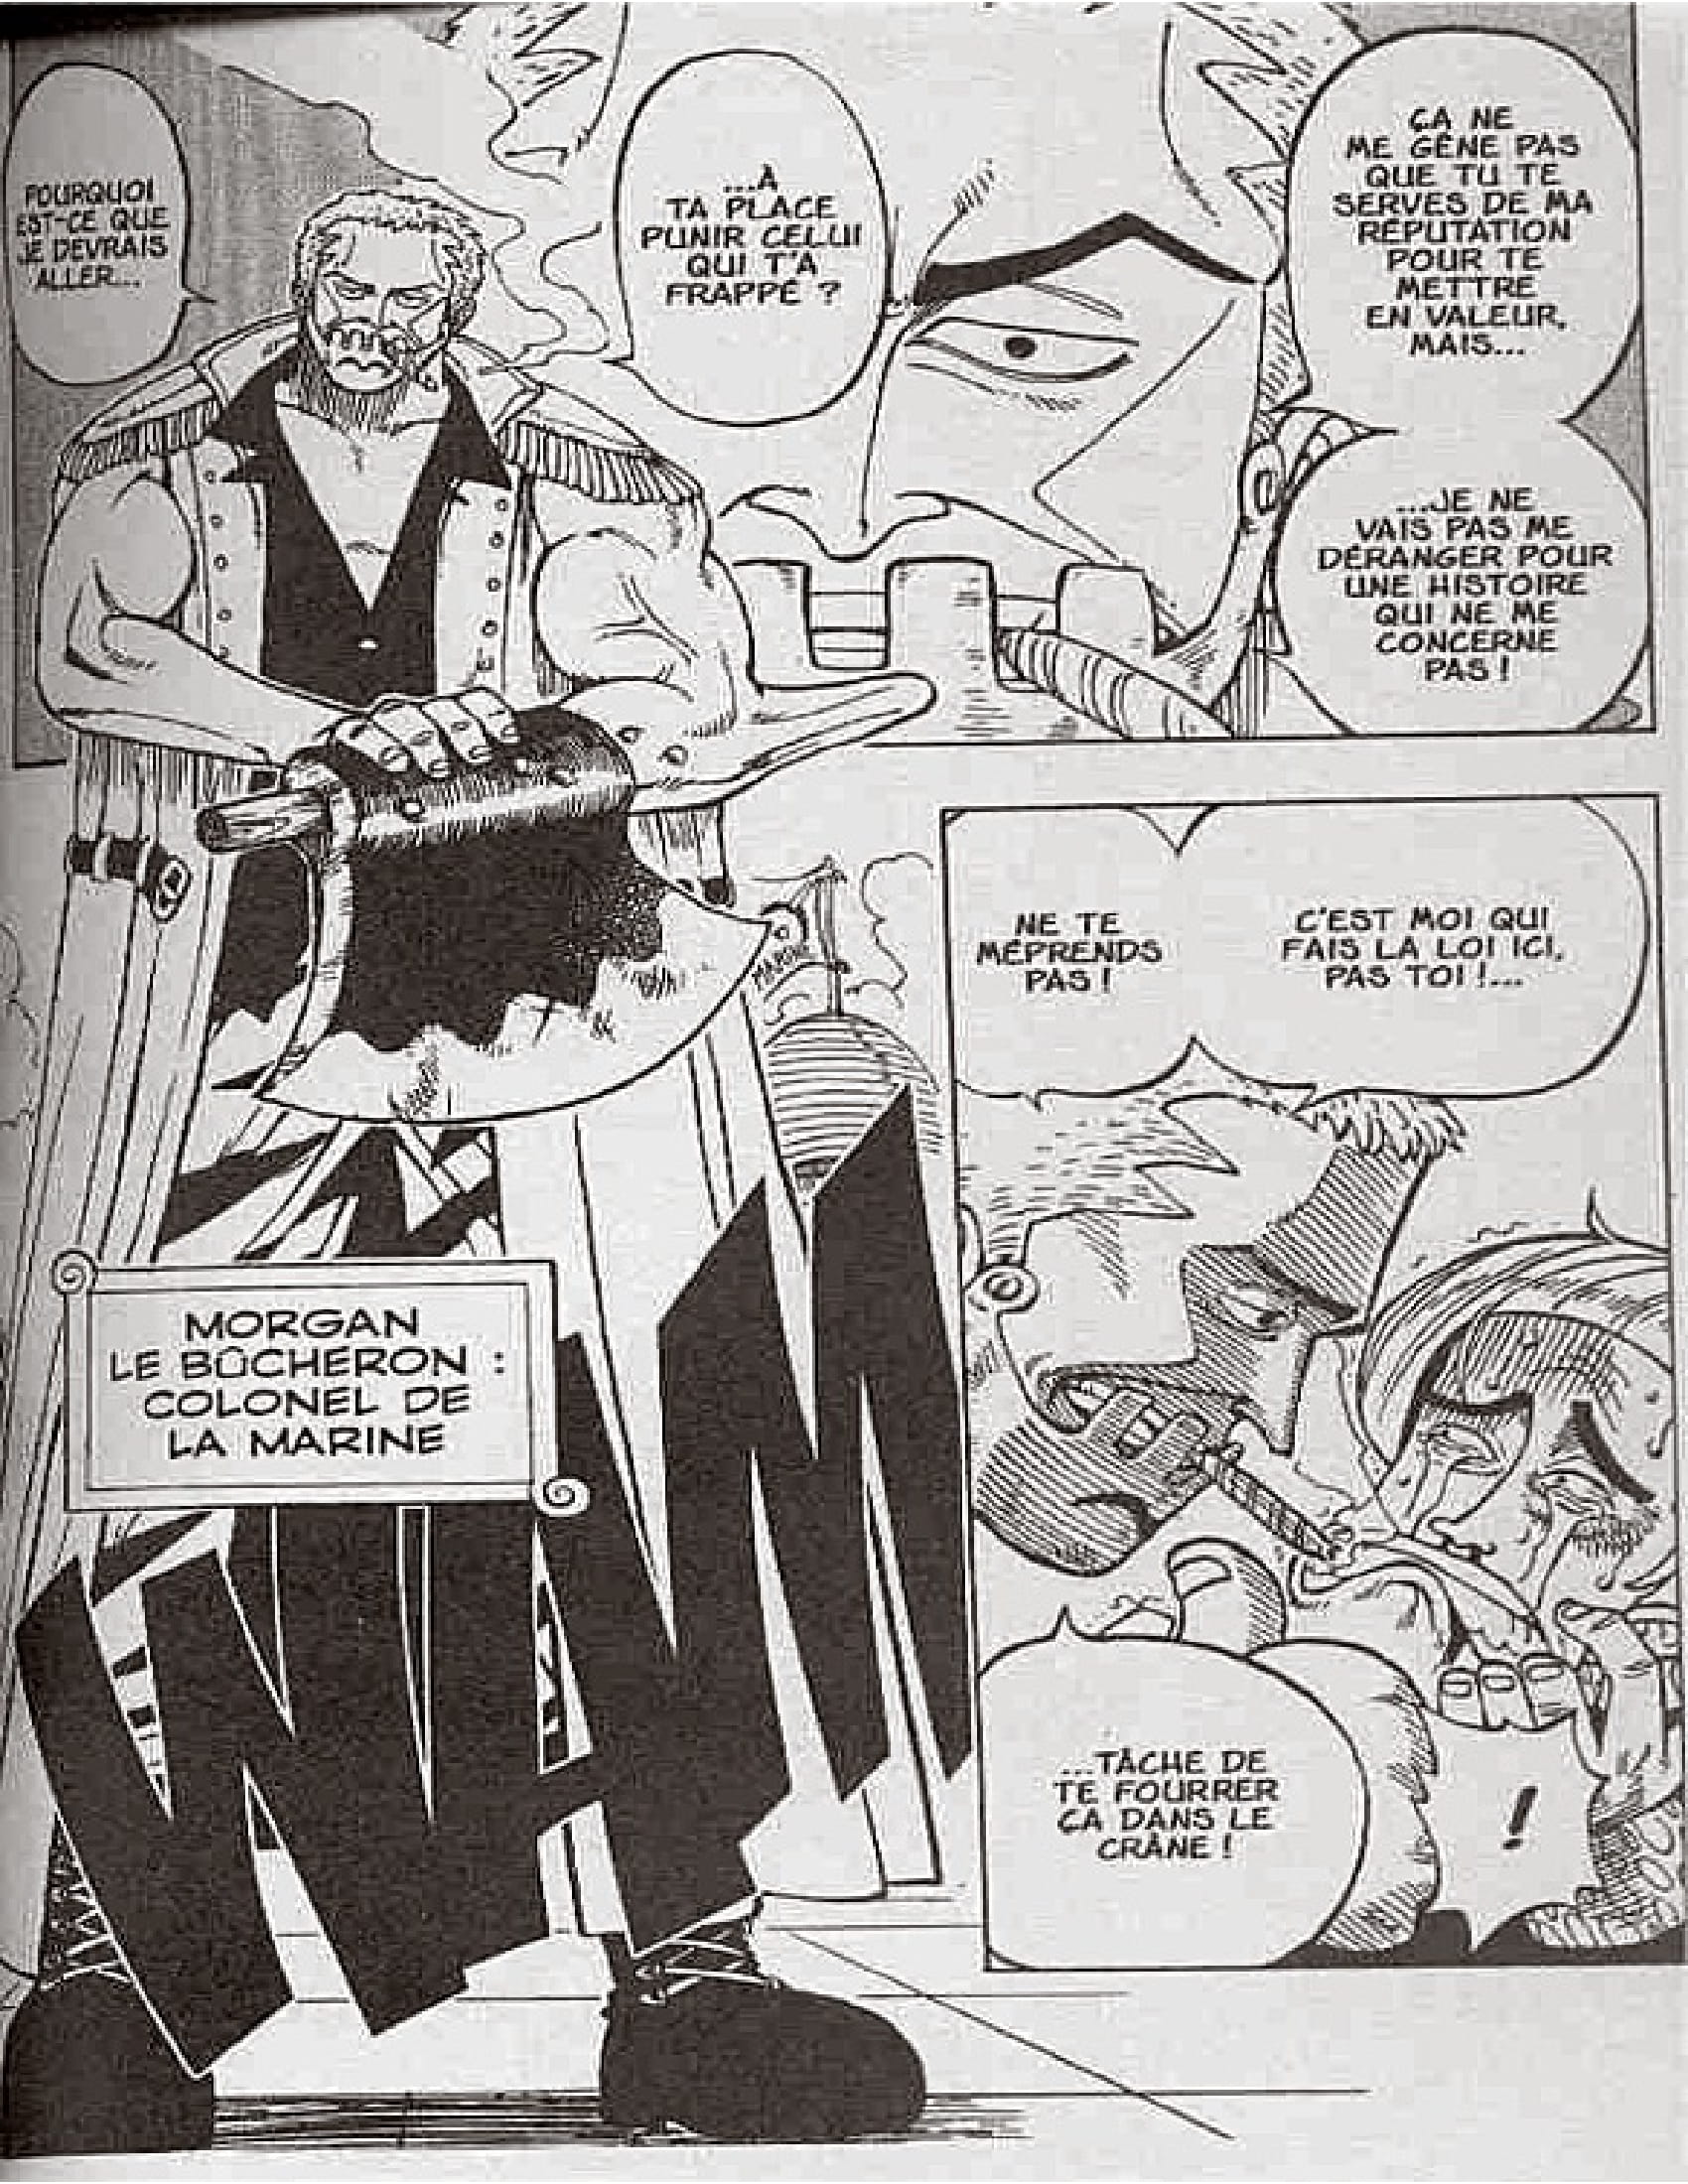 ÇA NE
ME GÊNE PAS
QUE TU TE
SERVES DE MA
RÉPUTATION
POUR TE
METTRE
EN VALEUR,
MAIS...
...JE NE
VAIS PAS ME
DÉRANGER POUR
UNE HISTOIRE
QUI NE ME
CONCERNE
PAS !
POURQUOI
EST-CE QUE
JE DEVRAIS
ALLER...
...À
TA PLACE
PUNIR CELUI
QUI T'A
FRAPPÉ ?
C'EST MOI QUI
FAIS LA LOI ICI,
PAS TOI !...
NE TE
MÉPRENDS
PAS !
...TÂCHE DE
TE FOURRER
ÇA DANS LE
CRÂNE !
!
MARINE
MORGAN
LE BÛCHERON :
COLONEL DE
LA MARINE
WAM